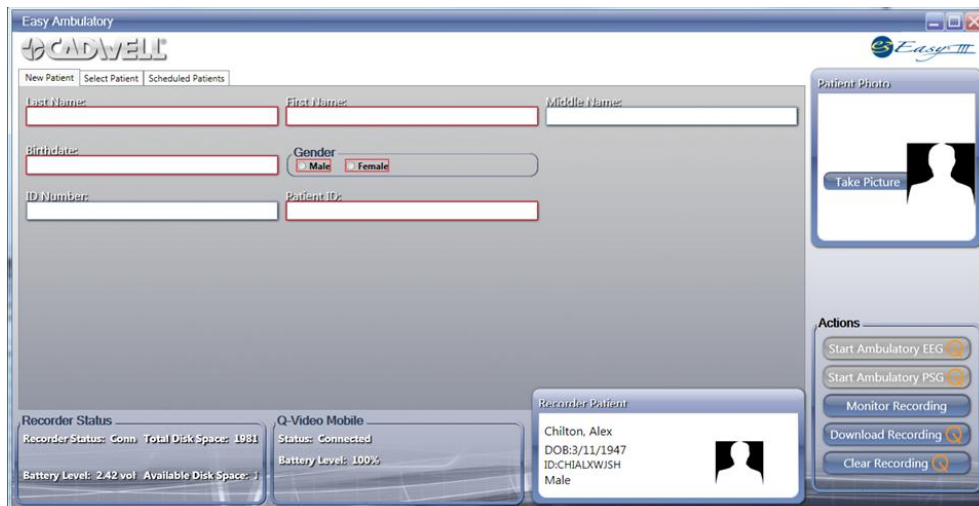 Easy Ambulatory
CADWELL
e3 Easy III
New Patient Select Patient Scheduled Patients
Patient Photo
Last Name: First Name: Middle Name:
Birthdate: Gender
Male Female
Take Picture
ID Number: Patient ID:
Actions
Start Ambulatory EEG
Start Ambulatory PSG
Monitor Recording
Download Recording
Clear Recording
Recorder Status
Recorder Status: Conn Total Disk Space: 1981
Battery Level: 2.42 vol Available Disk Space:
Q-Video Mobile
Status: Connected
Battery Level: 100%
Recorder Patient
Chilton, Alex
DOB:3/11/1947
ID:CHIALXWJSH
Male